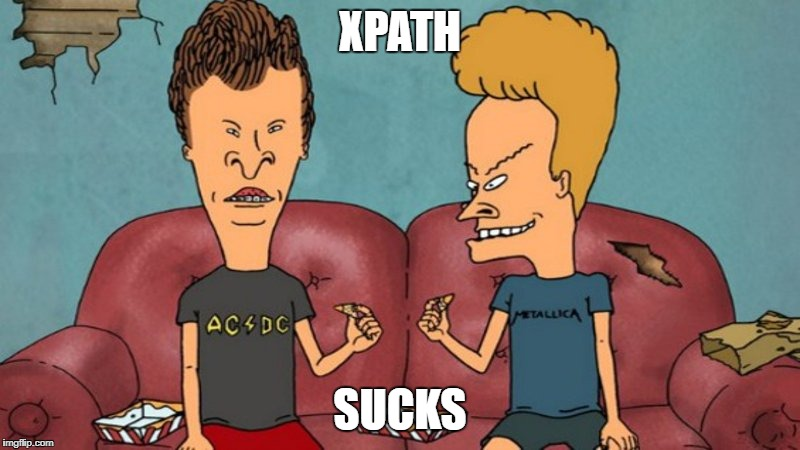 XPATH
AC⚡DC
METALLICA
SUCKS
imgflip.com